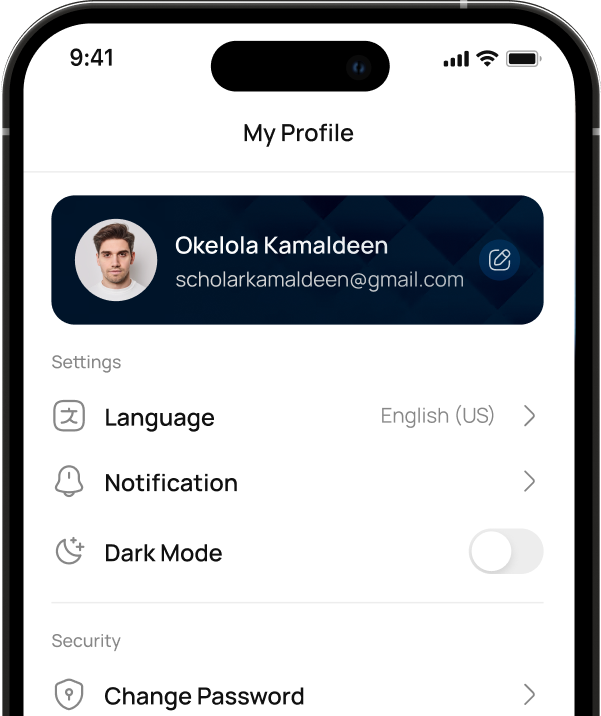 9:41
My Profile
Okelola Kamaldeen
scholarkamaldeen@gmail.com
Settings
Language English (US)
Notification
Dark Mode
Security
Change Password